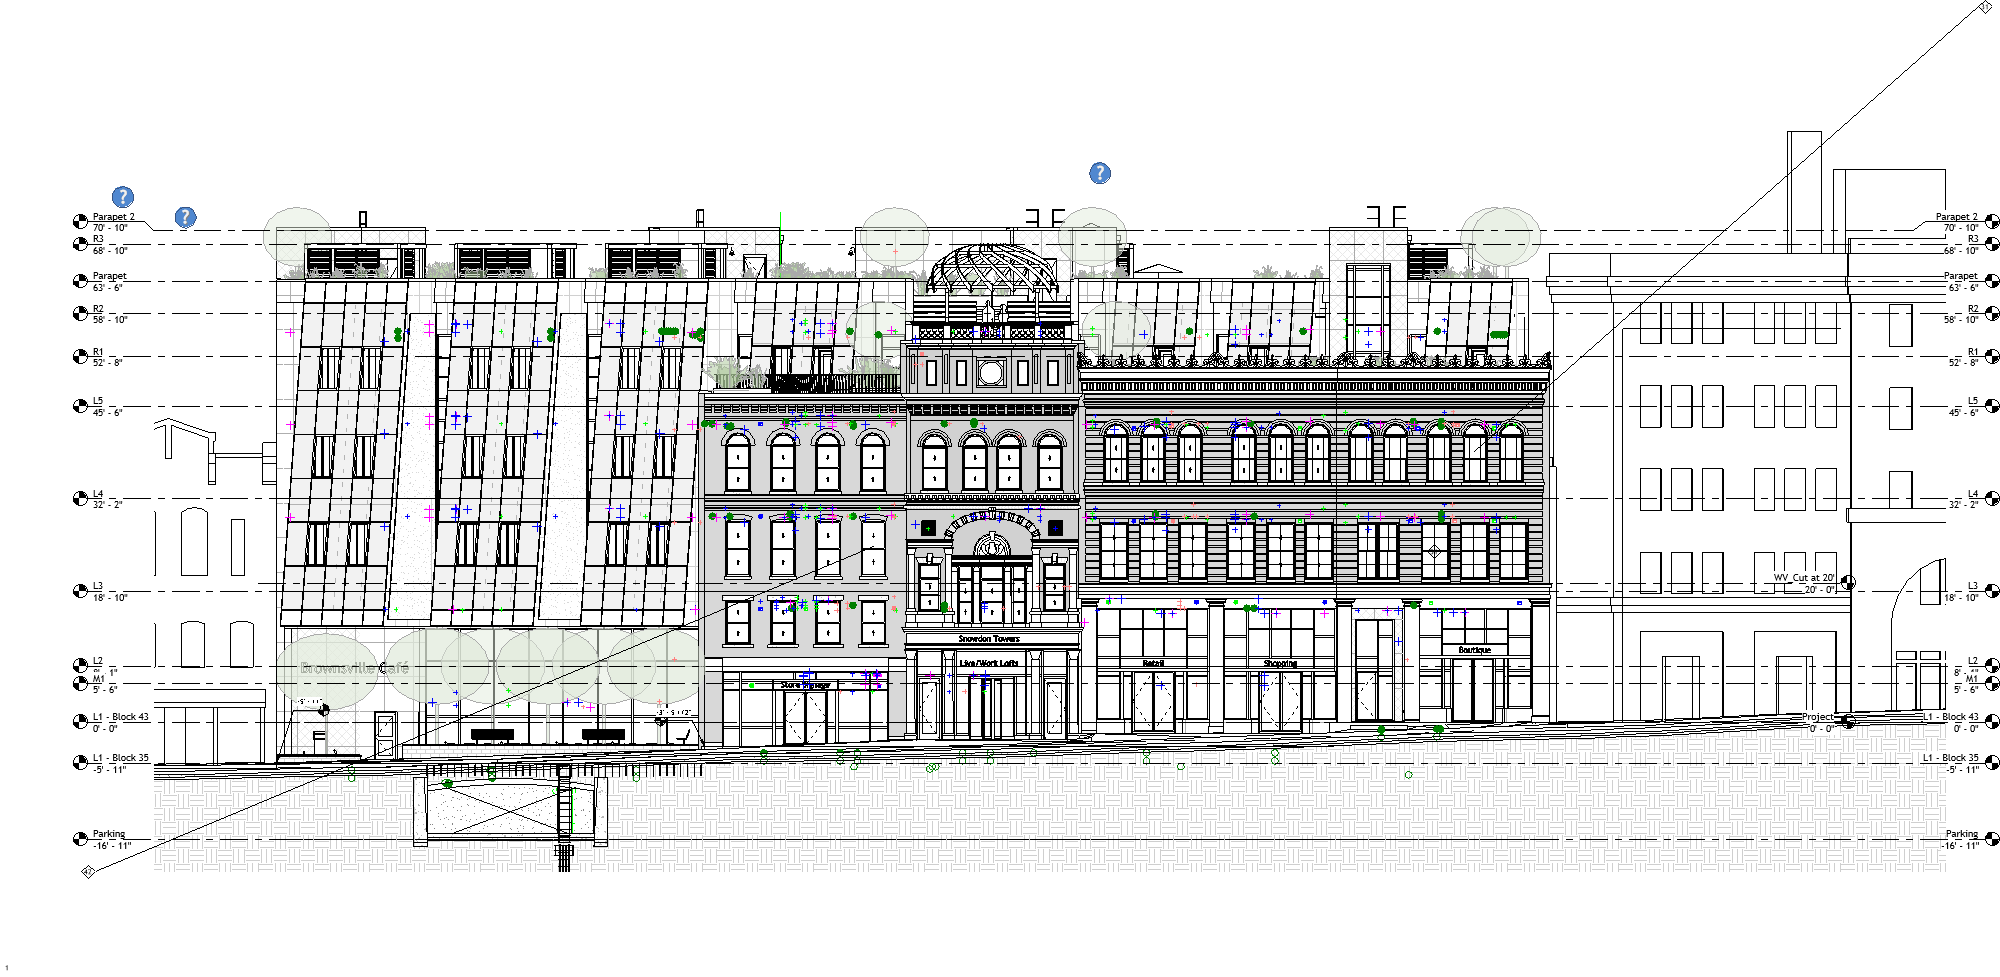 ?
?
?
Parapet 2
70' - 10"
R3
68' - 10"
Parapet
63' - 6"
R2
58' - 10"
R1
52' - 8"
L5
45' - 6"
L4
32' - 2"
L3
18' - 10"
L2
M1
5' - 6"
L1 - Block 43
0' - 0"
L1 - Block 35
-5' - 11"
Parking
-16' - 11"
Brownsville Café
Store Manager
Snowdon Towers
Live/Work Lofts
Retail
Shopping
Boutique
WV_Cut at 20'
20' - 0"
Project
0' - 0"
Parapet 2
70' - 10"
R3
68' - 10"
Parapet
63' - 6"
R2
58' - 10"
R1
52' - 8"
L5
45' - 6"
L4
32' - 2"
L3
18' - 10"
L2
M1
5' - 6"
L1 - Block 43
0' - 0"
L1 - Block 35
-5' - 11"
Parking
-16' - 11"
1